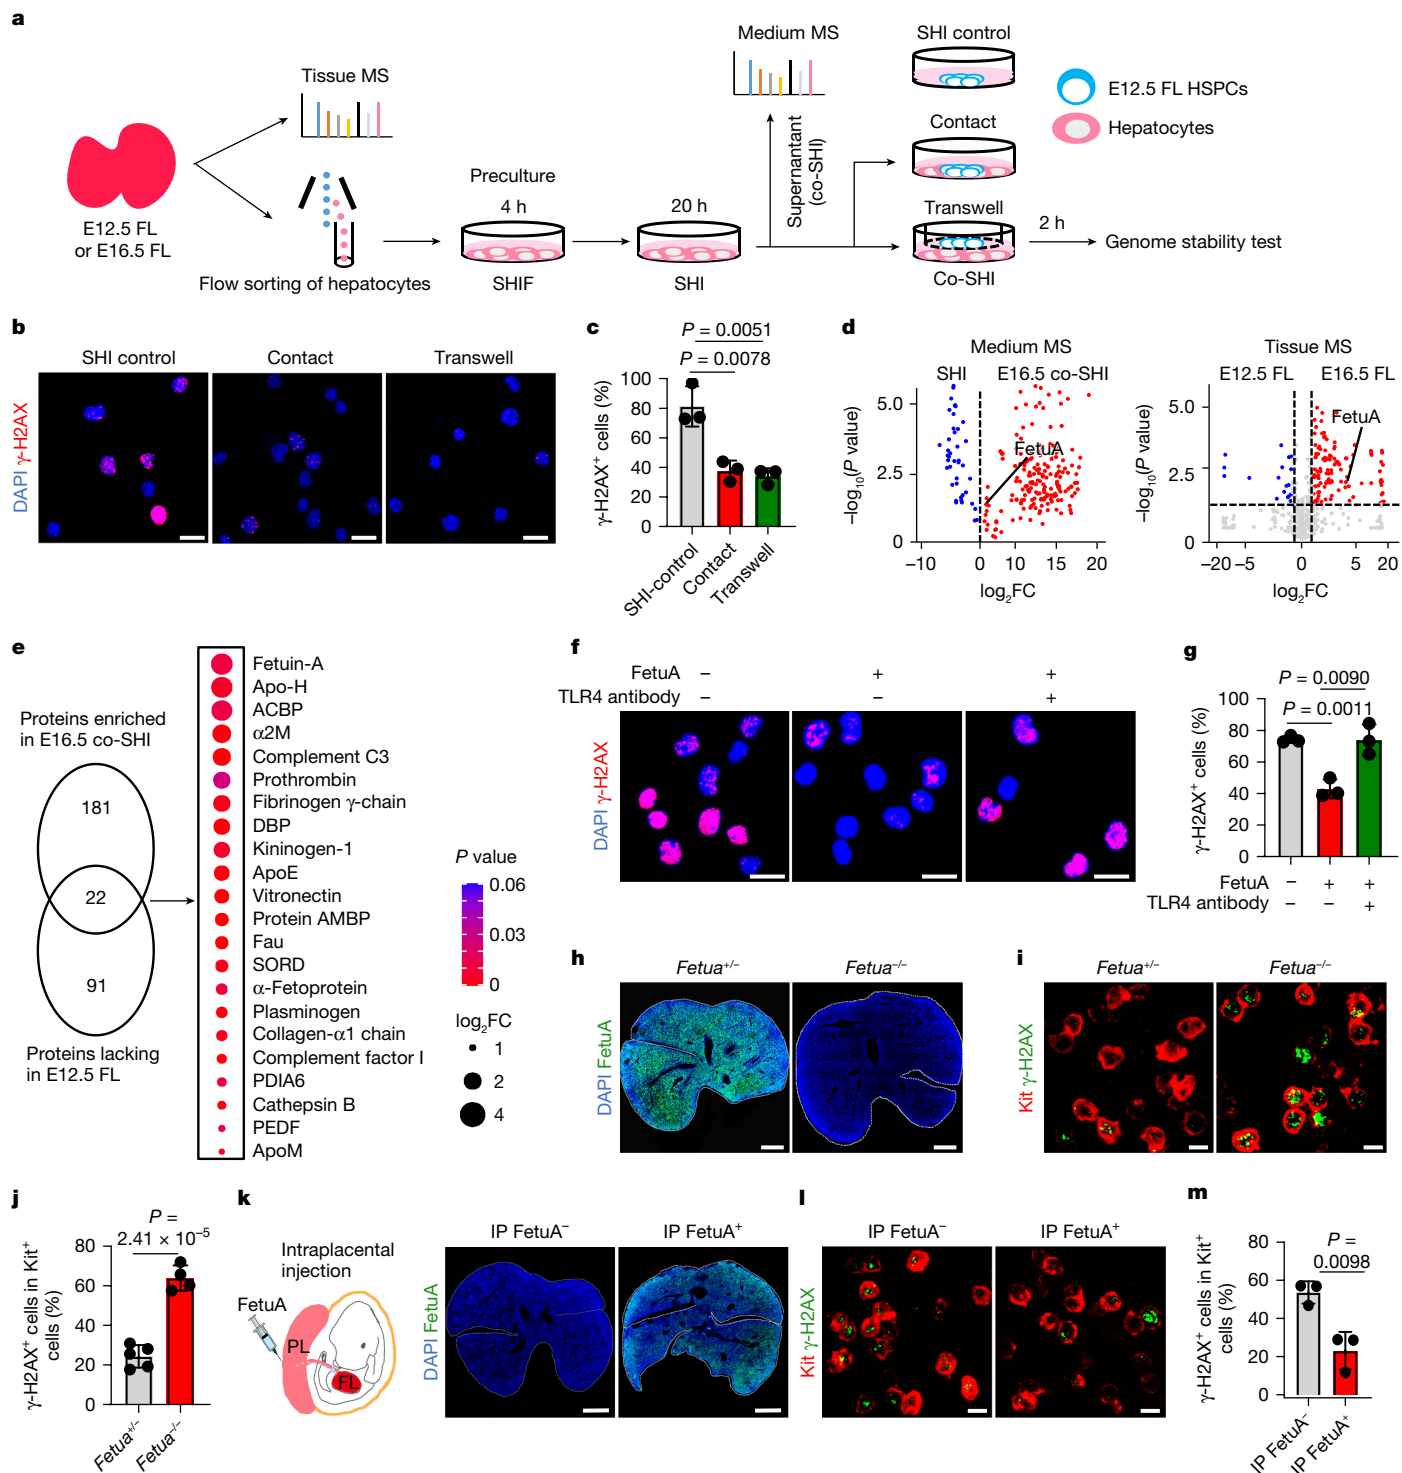 a
Tissue MS
E12.5 FL
or E16.5 FL
Flow sorting of hepatocytes
Preculture
4 h
SHIF
20 h
SHI
Medium MS
Supernantant
(co-SHI)
SHI control
Contact
Transwell
Co-SHI
2 h
Genome stability test
E12.5 FL HSPCs
Hepatocytes
b
SHI control
Contact
Transwell
DAPI γ-H2AX
c
P = 0.0051
P = 0.0078
γ-H2AX+ cells (%)
100
80
60
40
20
0
SHI-control
Contact
Transwell
d
Medium MS
SHI
E16.5 co-SHI
–log10(P value)
5.0
2.5
0
FetuA
–10
0
10
15
20
log2FC
Tissue MS
E12.5 FL
E16.5 FL
–log10(P value)
5.0
2.5
0
FetuA
–20 –5 0 5 20
log2FC
e
Proteins enriched
in E16.5 co-SHI
181
22
91
Proteins lacking
in E12.5 FL
Fetuin-A
Apo-H
ACBP
α2M
Complement C3
Prothrombin
Fibrinogen γ-chain
DBP
Kininogen-1
ApoE
Vitronectin
Protein AMBP
Fau
SORD
α-Fetoprotein
Plasminogen
Collagen-α1 chain
Complement factor I
PDIA6
Cathepsin B
PEDF
ApoM
P value
0.06
0.03
0
log2FC
1
2
4
f
FetuA – + +
TLR4 antibody – – +
DAPI γ-H2AX
g
P = 0.0090
P = 0.0011
γ-H2AX+ cells (%)
100
80
60
40
20
0
FetuA – + +
TLR4 antibody – – +
h
Fetua+/–
Fetua–/–
DAPI FetuA
i
Fetua+/–
Fetua–/–
Kit γ-H2AX
j
P =
2.41 × 10–5
γ-H2AX+ cells in Kit+
cells (%)
80
60
40
20
0
Fetua+/–
Fetua–/–
k
Intraplacental
injection
FetuA
PL
FL
IP FetuA–
IP FetuA+
DAPI FetuA
l
IP FetuA–
IP FetuA+
Kit γ-H2AX
m
P =
0.0098
γ-H2AX+ cells in Kit+
cells (%)
80
60
40
20
0
IP FetuA–
IP FetuA+